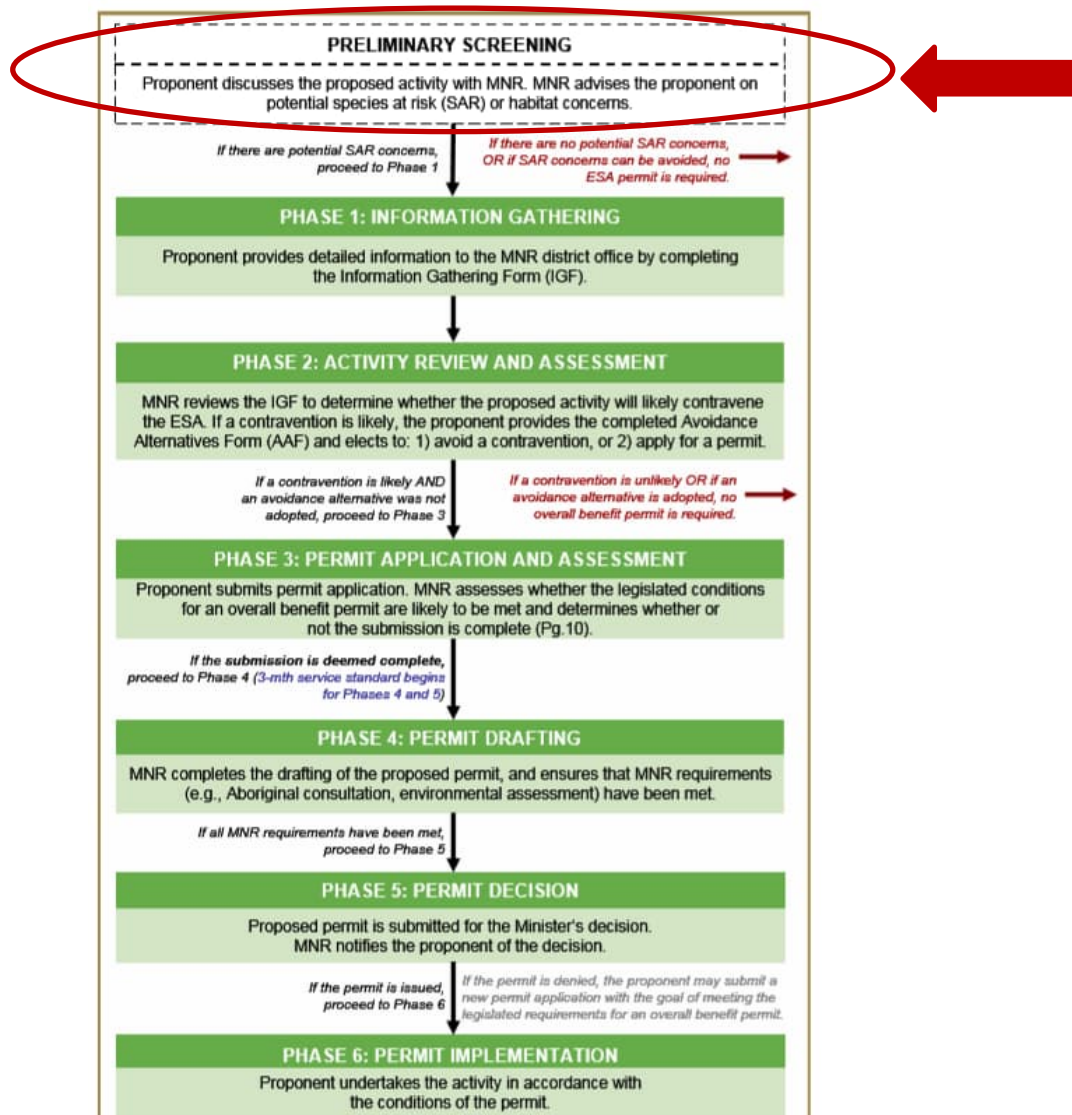 PRELIMINARY SCREENING
Proponent discusses the proposed activity with MNR. MNR advises the proponent on
potential species at risk (SAR) or habitat concerns.
If there are potential SAR concerns,
proceed to Phase 1
If there are no potential SAR concerns,
OR if SAR concerns can be avoided, no
ESA permit is required.
PHASE 1: INFORMATION GATHERING
Proponent provides detailed information to the MNR district office by completing
the Information Gathering Form (IGF).
PHASE 2: ACTIVITY REVIEW AND ASSESSMENT
MNR reviews the IGF to determine whether the proposed activity will likely contravene
the ESA. If a contravention is likely, the proponent provides the completed Avoidance
Alternatives Form (AAF) and elects to: 1) avoid a contravention, or 2) apply for a permit.
If a contravention is likely AND
an avoidance alternative was not
adopted, proceed to Phase 3
If a contravention is unlikely OR if an
avoidance alternative is adopted, no
overall benefit permit is required.
PHASE 3: PERMIT APPLICATION AND ASSESSMENT
Proponent submits permit application. MNR assesses whether the legislated conditions
for an overall benefit permit are likely to be met and determines whether or
not the submission is complete (Pg.10).
If the submission is deemed complete,
proceed to Phase 4 (3-mth service standard begins
for Phases 4 and 5)
PHASE 4: PERMIT DRAFTING
MNR completes the drafting of the proposed permit, and ensures that MNR requirements
(e.g., Aboriginal consultation, environmental assessment) have been met.
If all MNR requirements have been met,
proceed to Phase 5
PHASE 5: PERMIT DECISION
Proposed permit is submitted for the Minister's decision.
MNR notifies the proponent of the decision.
If the permit is issued,
proceed to Phase 6
If the permit is denied, the proponent may submit a
new permit application with the goal of meeting the
legislated requirements for an overall benefit permit.
PHASE 6: PERMIT IMPLEMENTATION
Proponent undertakes the activity in accordance with
the conditions of the permit.